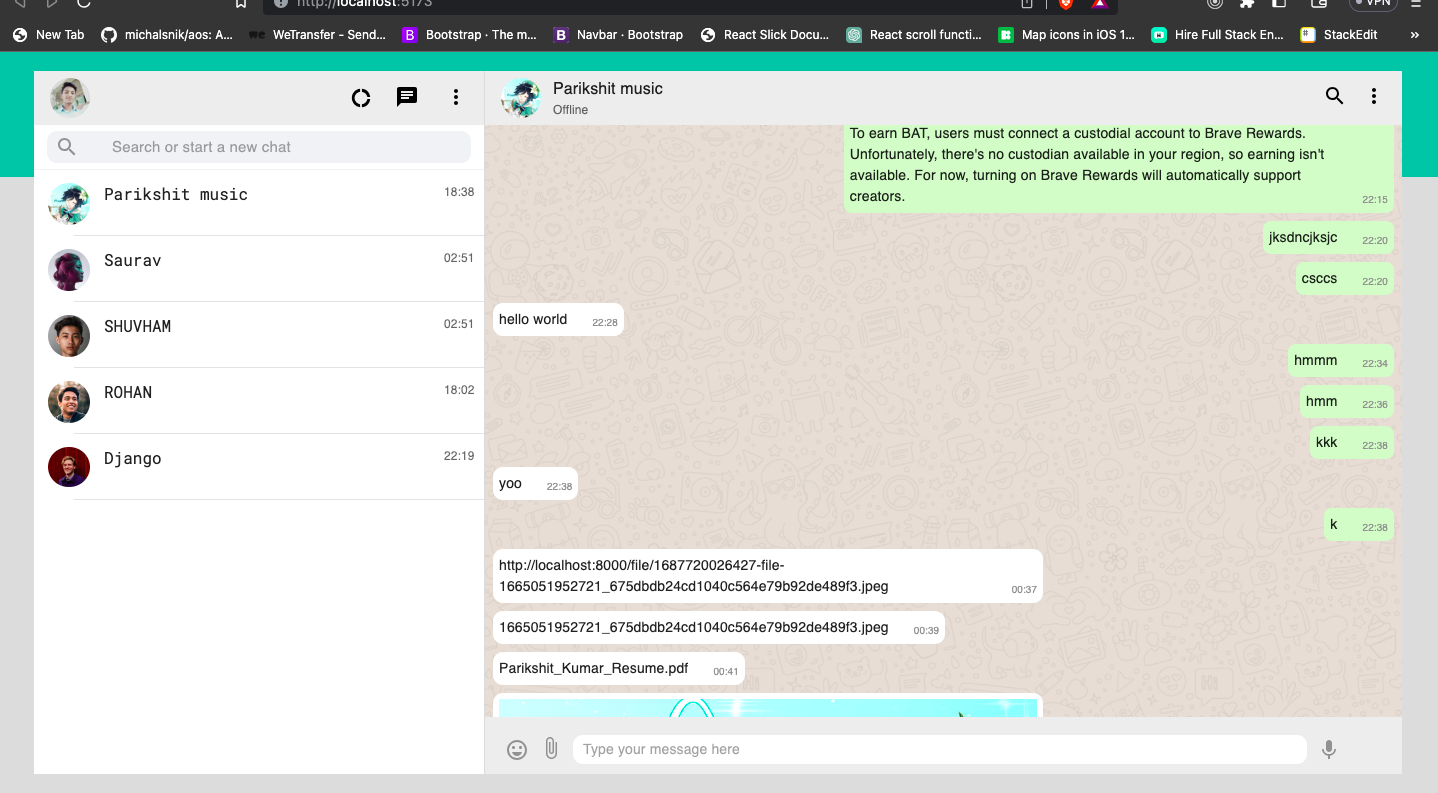 http://localhost:5173
VPN
New Tab
michalsnik/aos: A...
WeTransfer - Send...
Bootstrap · The m...
Navbar · Bootstrap
React Slick Docu...
React scroll functi...
Map icons in iOS 1...
Hire Full Stack En...
StackEdit
»
Parikshit music
Offline
Search or start a new chat
Parikshit music
18:38
Saurav
02:51
SHUVHAM
02:51
ROHAN
18:02
Django
22:19
To earn BAT, users must connect a custodial account to Brave Rewards.
Unfortunately, there's no custodian available in your region, so earning isn't
available. For now, turning on Brave Rewards will automatically support
creators.
22:15
jksdncjksjc
22:20
csccs
22:20
hello world
22:28
hmmm
22:34
hmm
22:36
kkk
22:38
yoo
22:38
k
22:38
http://localhost:8000/file/1687720026427-file-
1665051952721_675dbdb24cd1040c564e79b92de489f3.jpeg
00:37
1665051952721_675dbdb24cd1040c564e79b92de489f3.jpeg
00:39
Parikshit_Kumar_Resume.pdf
00:41
Type your message here